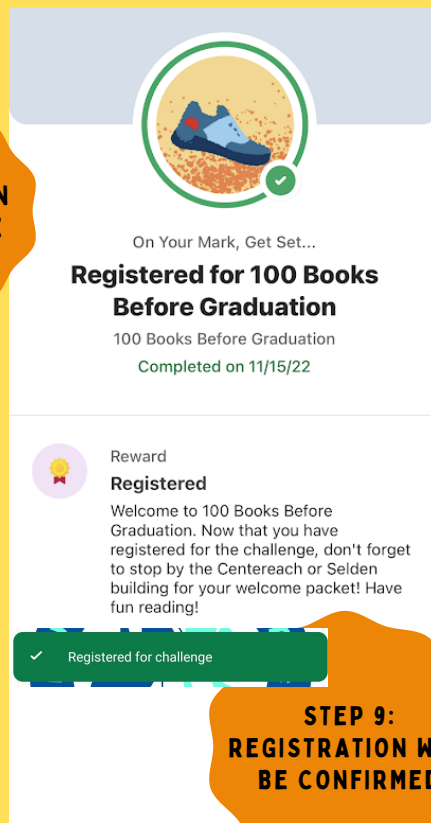 N
On Your Mark, Get Set...
Registered for 100 Books
Before Graduation
100 Books Before Graduation
Completed on 11/15/22
Reward
Registered
Welcome to 100 Books Before
Graduation. Now that you have
registered for the challenge, don't forget
to stop by the Centereach or Selden
building for your welcome packet! Have
fun reading!
Registered for challenge
STEP 9:
REGISTRATION
BE CONFIRMED